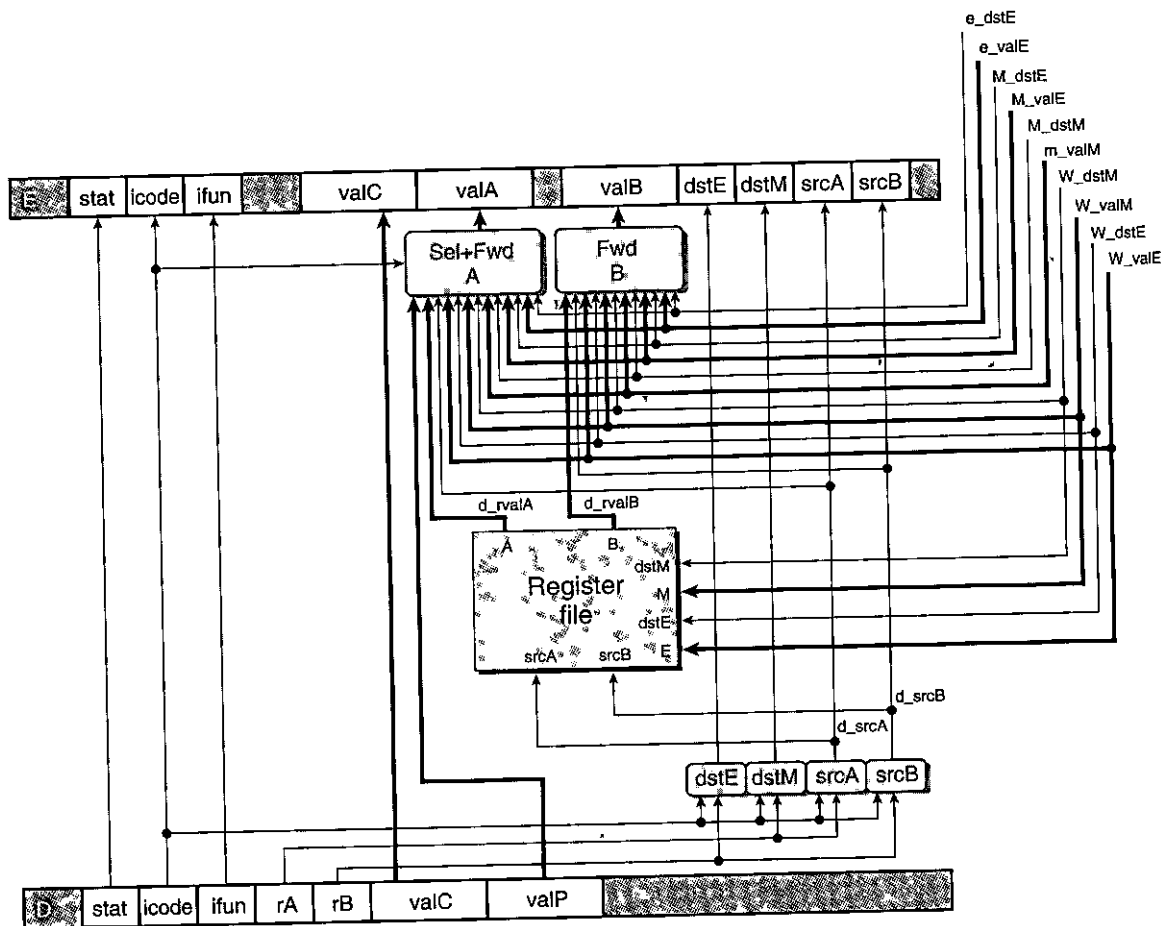 e_dstE
e_valE
M_dstE
M_valE
M_dstM
m_valM
W_dstM
W_valM
W_dstE
W_valE
E stat icode ifun valC valA valB dstE dstM srcA srcB
Sel+Fwd
A
Fwd
B
d_rvalA
d_rvalB
A
B
dstM
Register
file
M
dstE
srcA
srcB
E
d_srcB
d_srcA
dstE dstM srcA srcB
D stat icode ifun rA rB valC valP